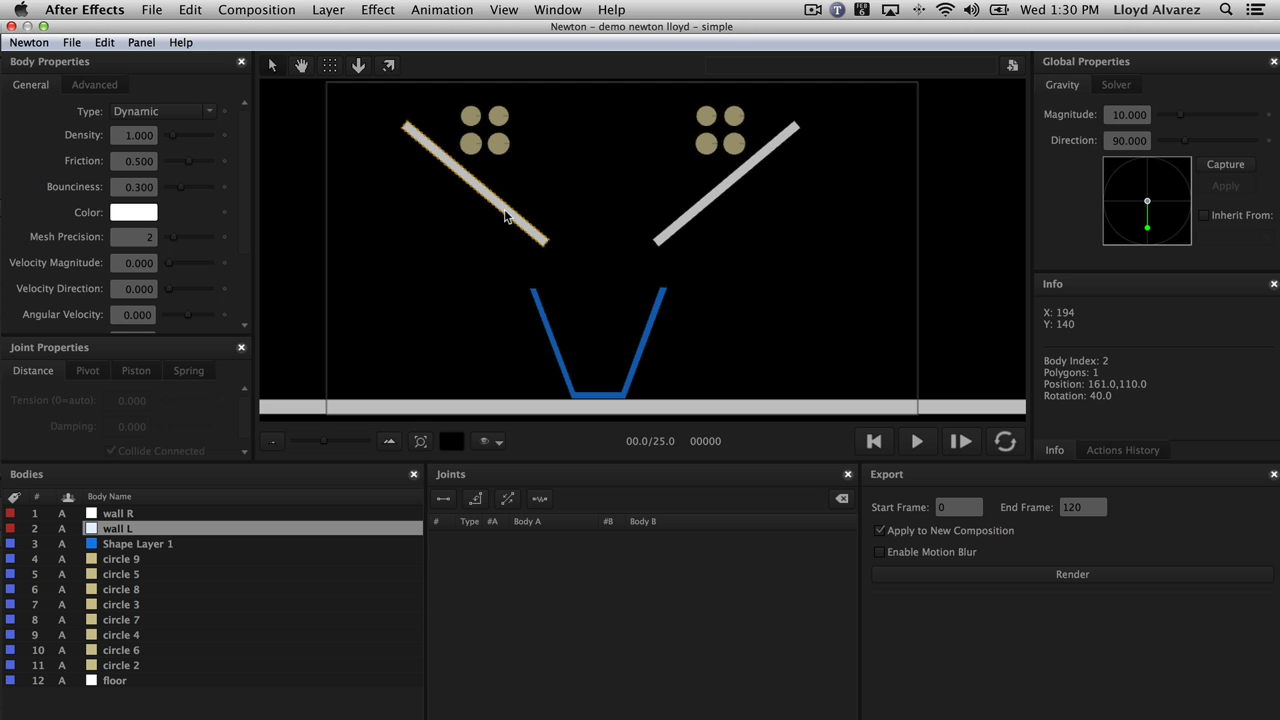 After Effects File Edit Composition Layer Effect Animation View Window Help Wed 1:30 PM Lloyd Alvarez
Newton – demo newton lloyd – simple
Newton File Edit Panel Help
Body Properties
General Advanced
Type: Dynamic
Density: 1.000
Friction: 0.500
Bounciness: 0.300
Color:
Mesh Precision: 2
Velocity Magnitude: 0.000
Velocity Direction: 0.000
Angular Velocity: 0.000
Joint Properties
Distance Pivot Piston Spring
Tension (0=auto): 0.000
Damping: 0.000
Collide Connected
00.0/25.0 00000
Global Properties
Gravity Solver
Magnitude: 10.000
Direction: 90.000
Capture
Apply
Inherit From:
Info
X: 194
Y: 140
Body Index: 2
Polygons: 1
Position: 161.0,110.0
Rotation: 40.0
Info Actions History
Bodies
# Body Name
1 wall R
2 wall L
3 A Shape Layer 1
4 A circle 9
5 A circle 5
6 A circle 8
7 A circle 3
8 A circle 7
9 A circle 4
10 A circle 6
11 A circle 2
12 A floor
Joints
# Type #A Body A #B Body B
Export
Start Frame: 0 End Frame: 120
Apply to New Composition
Enable Motion Blur
Render